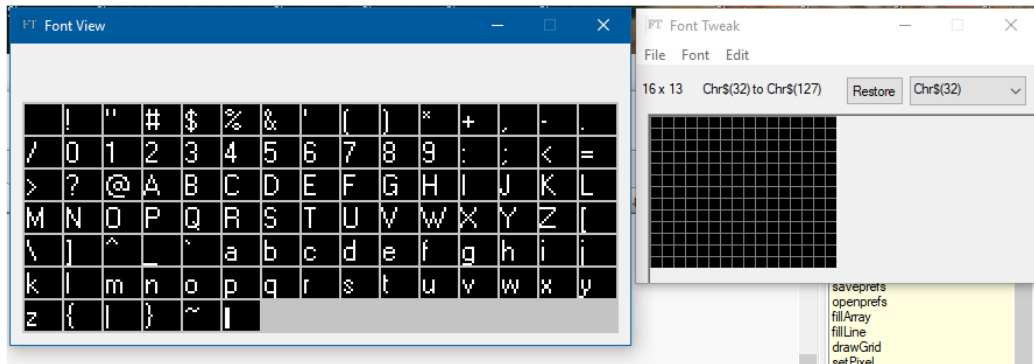 FT Font View
! " # $ % & ' ( ) * + , - .
/ 0 1 2 3 4 5 6 7 8 9 : ; < =
> ? @ A B C D E F G H I J K L
M N O P Q R S T U V W X Y Z [
\ ] ^ _ ` a b c d e f g h i j
k l m n o p q r s t u v w x y
z { | } ~
FT Font Tweak
File Font Edit
16 x 13 Chr$(32) to Chr$(127) Restore Chr$(32)
saveprefs
openprefs
fillArray
fillLine
drawGrid
setPixel